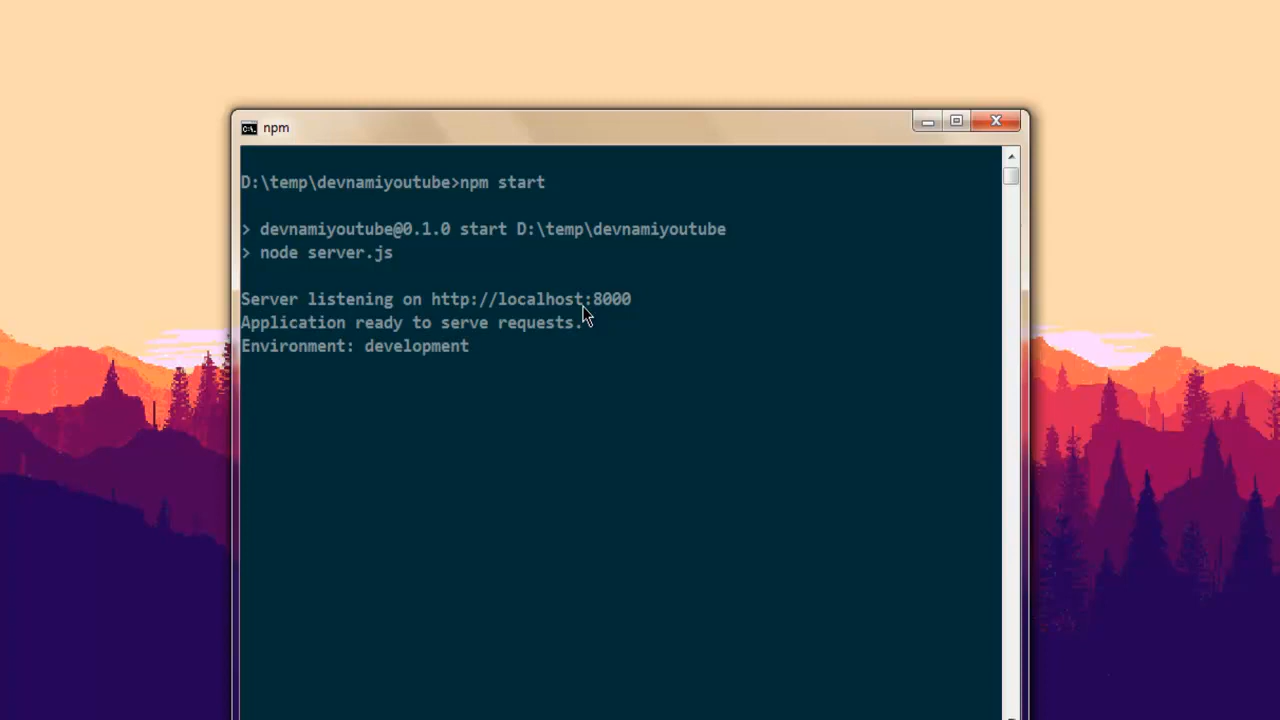 npm
D:\temp\devnamiyoutube>npm start
> devnamiyoutube@0.1.0 start D:\temp\devnamiyoutube
> node server.js
Server listening on http://localhost:8000
Application ready to serve requests.
Environment: development